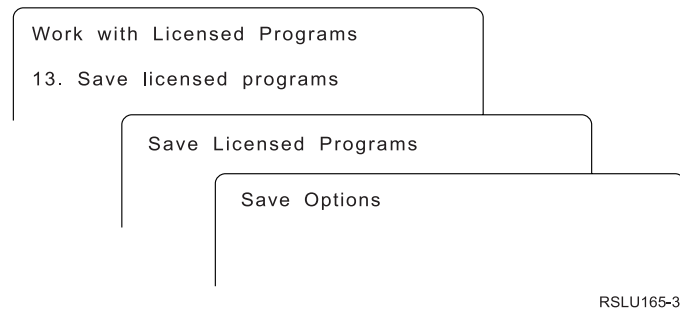 Work with Licensed Programs
13. Save licensed programs
Save Licensed Programs
Save Options
RSLU165-3